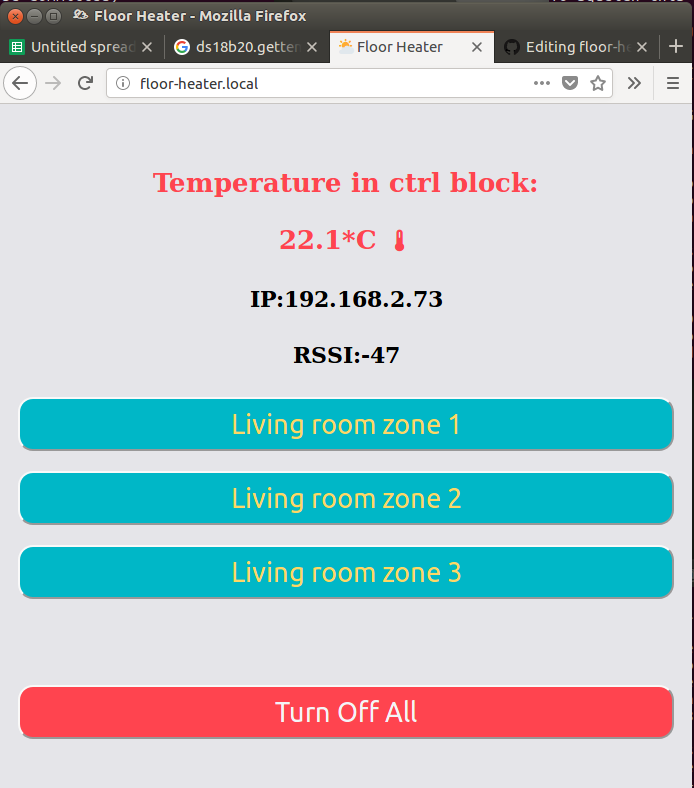 Floor Heater - Mozilla Firefox
Untitled spread
ds18b20.getter
Floor Heater
Editing floor-he
floor-heater.local
Temperature in ctrl block:
22.1*C 🌡
IP:192.168.2.73
RSSI:-47
Living room zone 1
Living room zone 2
Living room zone 3
Turn Off All